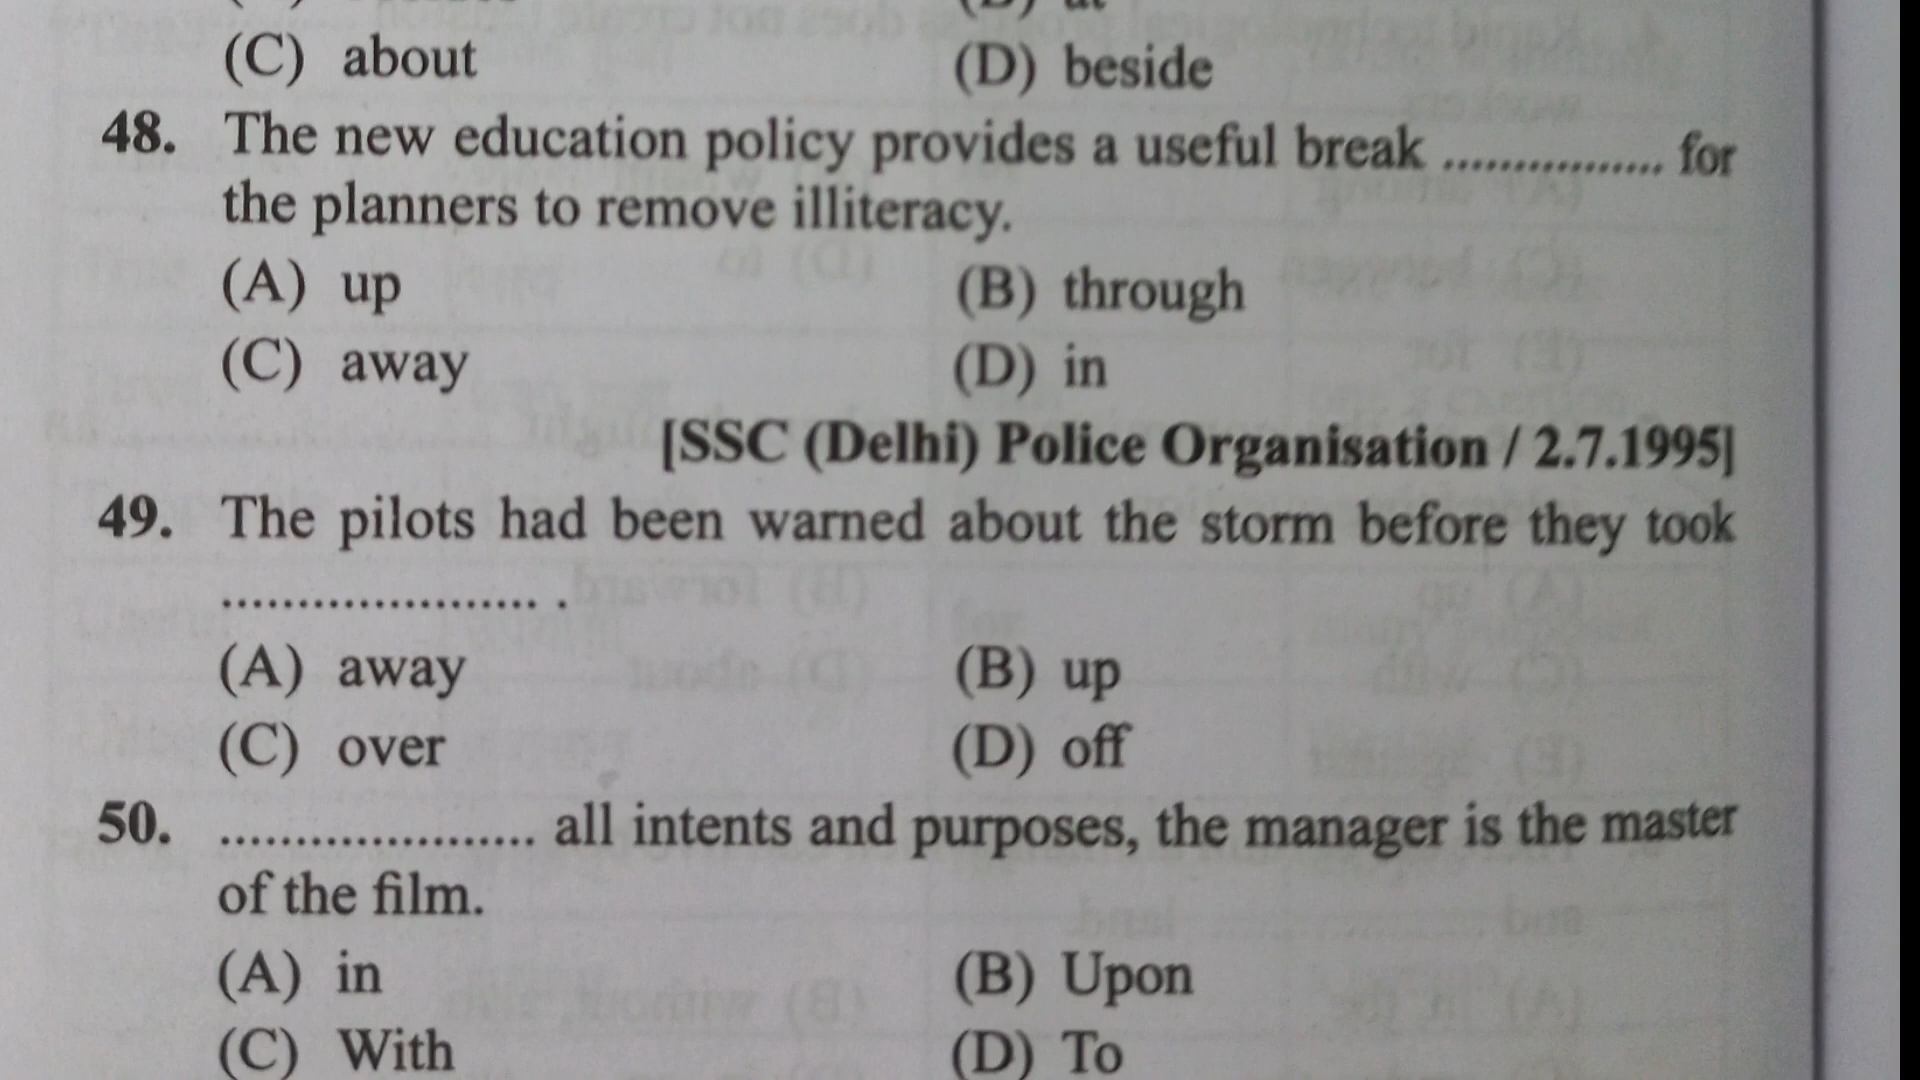 (C) about (D) beside
48. The new education policy provides a useful break ................ for
the planners to remove illiteracy.
(A) up (B) through
(C) away (D) in
[SSC (Delhi) Police Organisation / 2.7.1995]
49. The pilots had been warned about the storm before they took
..................... .
(A) away (B) up
(C) over (D) off
50. ..................... all intents and purposes, the manager is the master
of the film.
(A) in (B) Upon
(C) With (D) To